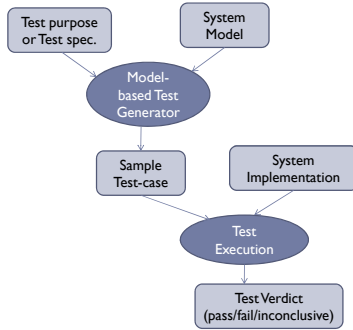 Test purpose
or Test spec.
System
Model
Model-
based Test
Generator
Sample
Test-case
System
Implementation
Test
Execution
Test Verdict
(pass/fail/inconclusive)